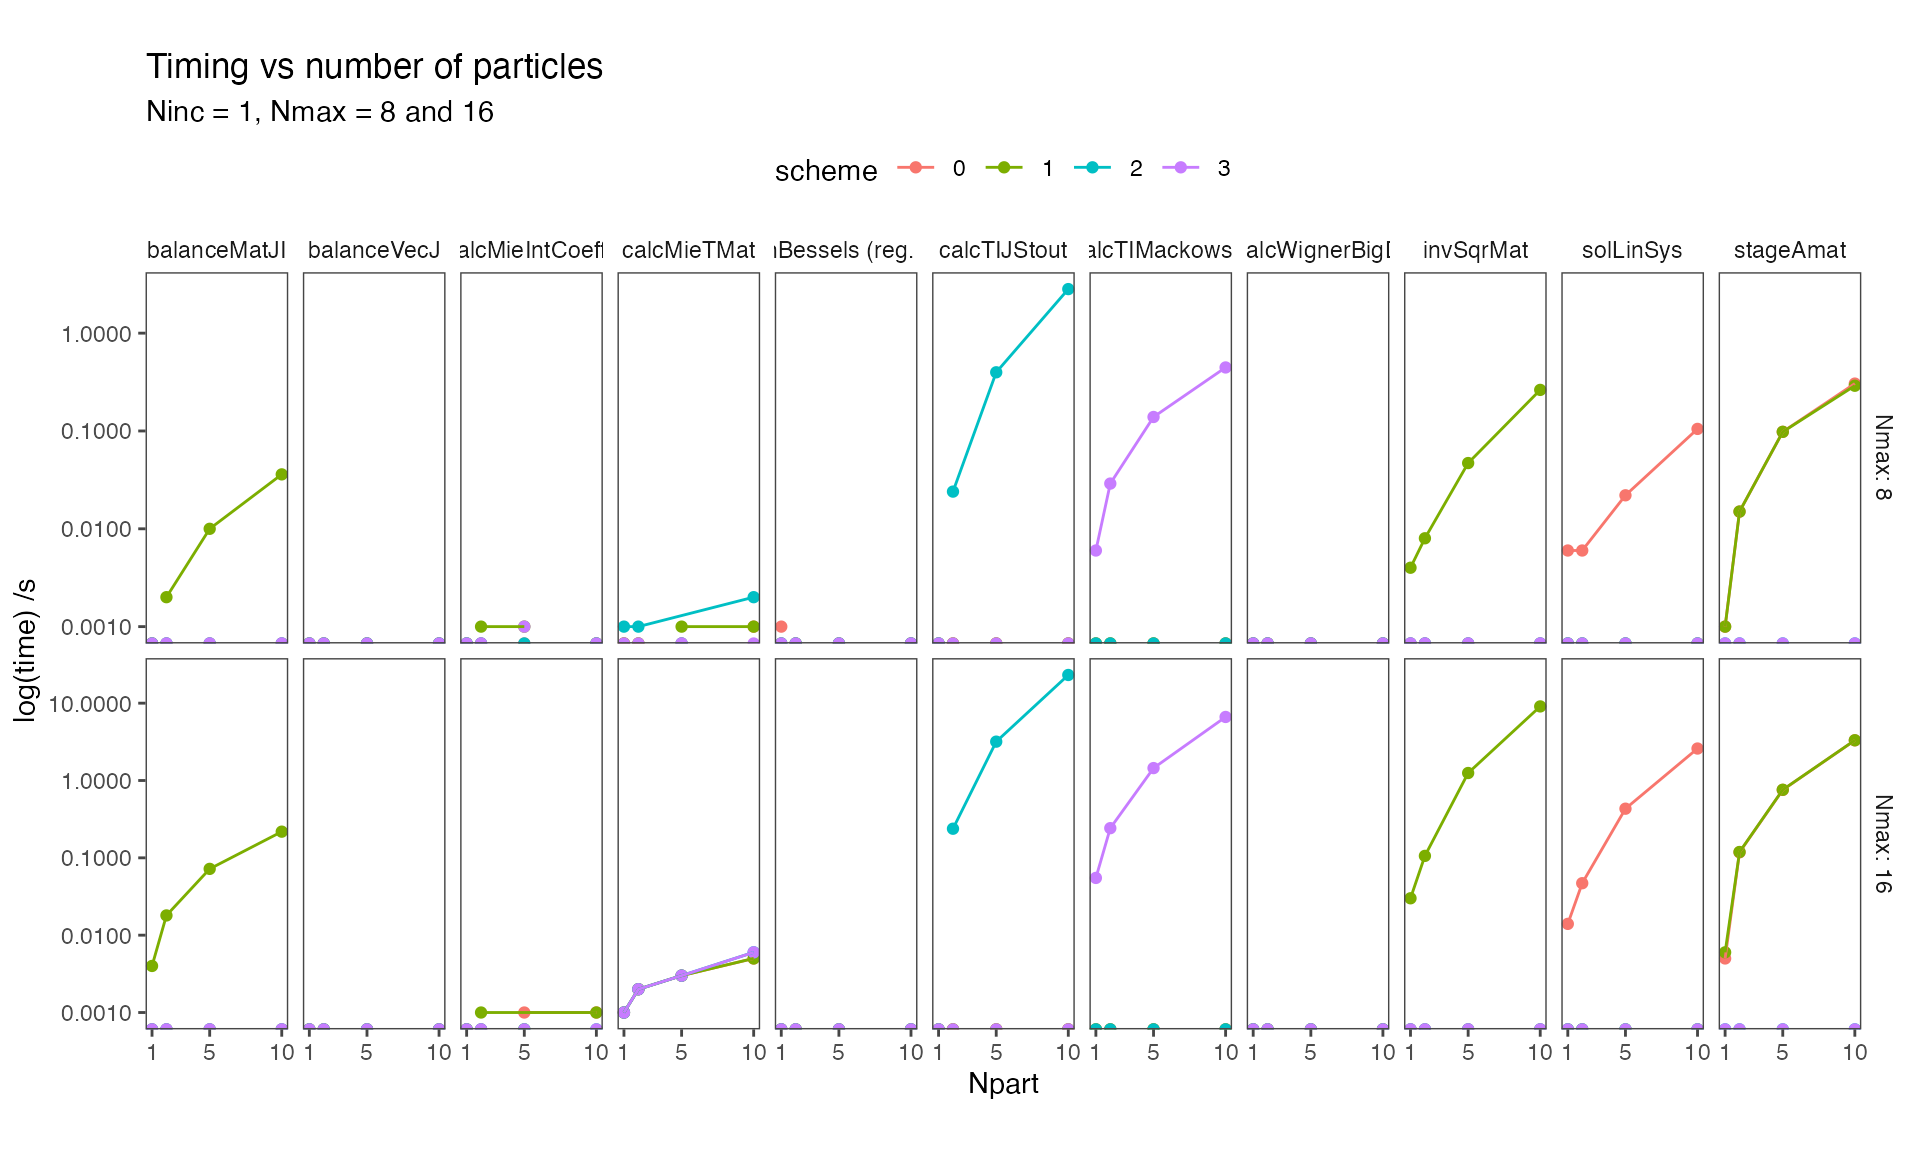 Timing vs number of particles
Ninc = 1, Nmax = 8 and 16
scheme 0 1 2 3
balanceMatJI balanceVecJ alcMieIntCoeff calcMieTMat nBessels (reg. calcTIJStout alcTIMackows alcWignerBigD invSqrMat solLinSys stageAmat
1.0000
0.1000
0.0100
0.0010
Nmax: 8
log(time) /s
10.0000
1.0000
0.1000
0.0100
0.0010
Nmax: 16
1 5 10 1 5 10 1 5 10 1 5 10 1 5 10 1 5 10 1 5 10 1 5 10 1 5 10 1 5 10 1 5 10
Npart